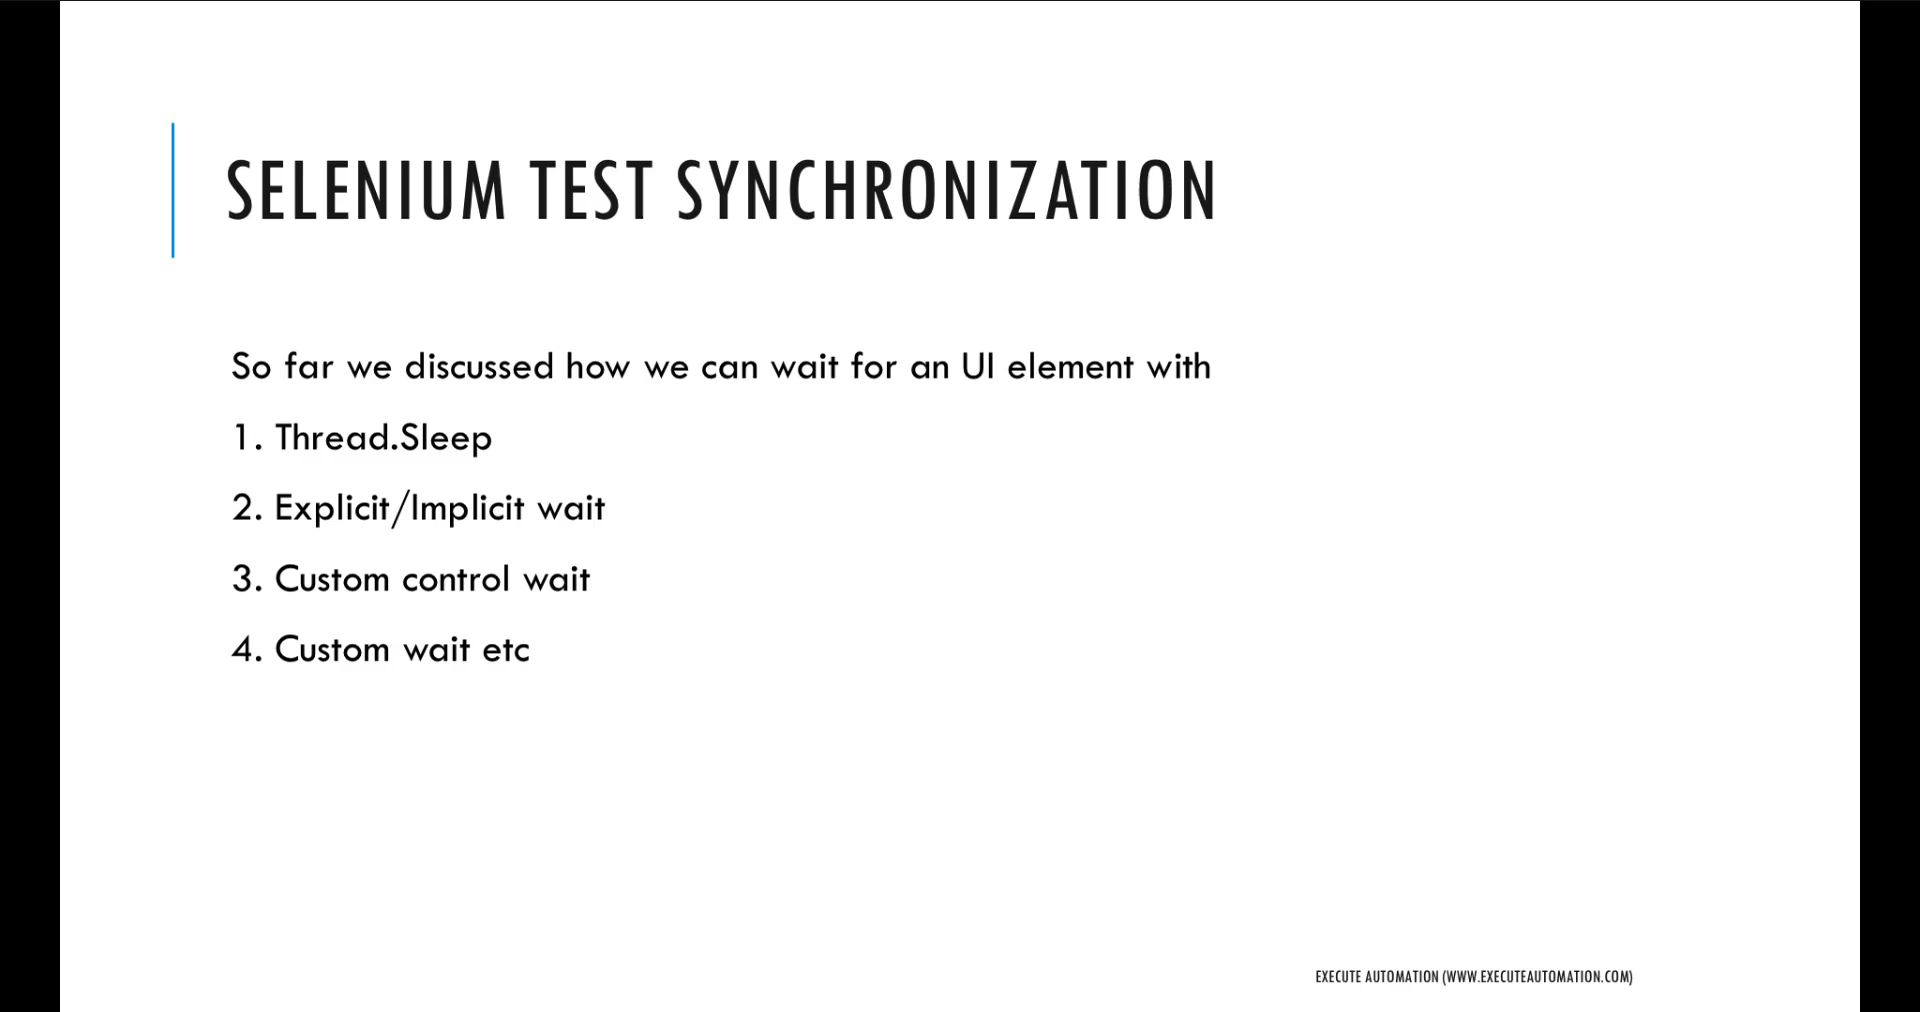 SELENIUM TEST SYNCHRONIZATION
So far we discussed how we can wait for an UI element with
1. Thread.Sleep
2. Explicit/Implicit wait
3. Custom control wait
4. Custom wait etc
EXECUTE AUTOMATION (WWW.EXECUTEAUTOMATION.COM)